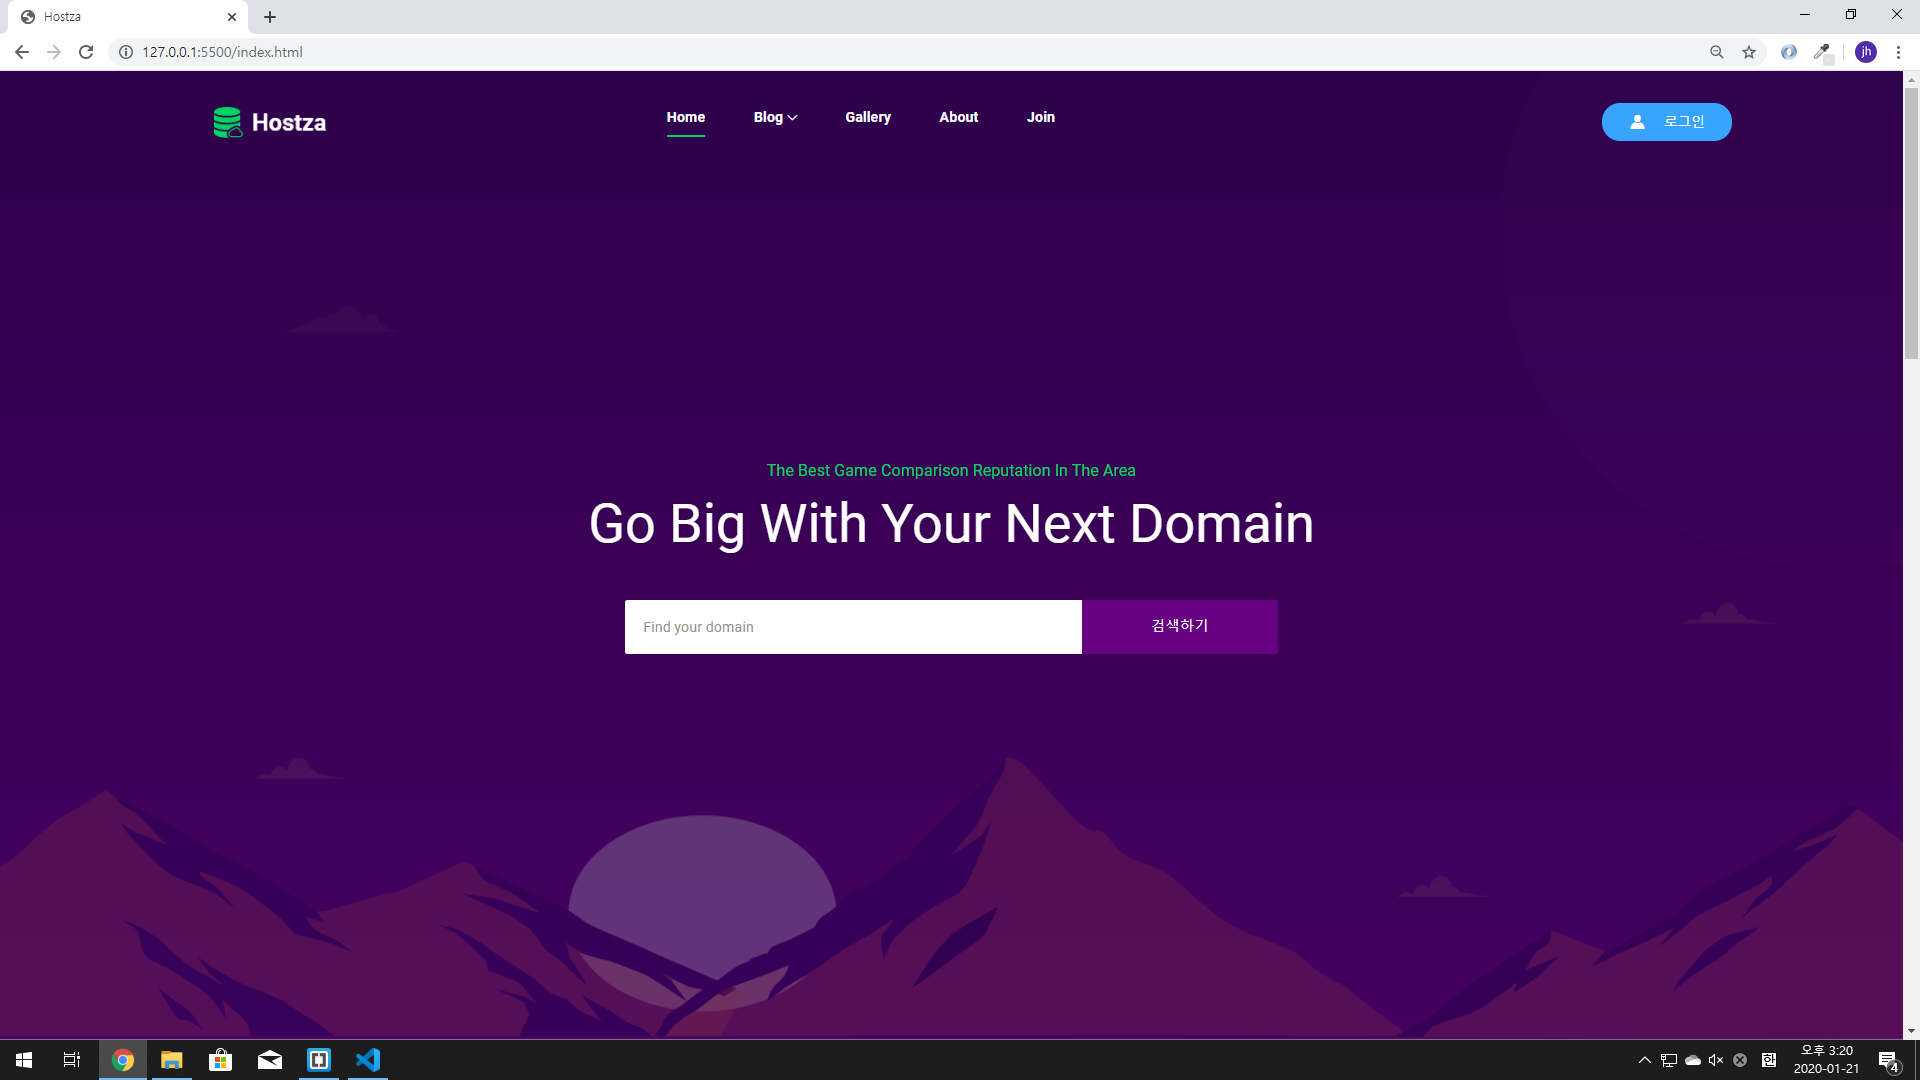 Hostza
127.0.0.1:5500/index.html
jh
Hostza
Home
Blog
Gallery
About
Join
로그인
The Best Game Comparison Reputation In The Area
Go Big With Your Next Domain
Find your domain
검색하기
한
오후 3:20
2020-01-21
4